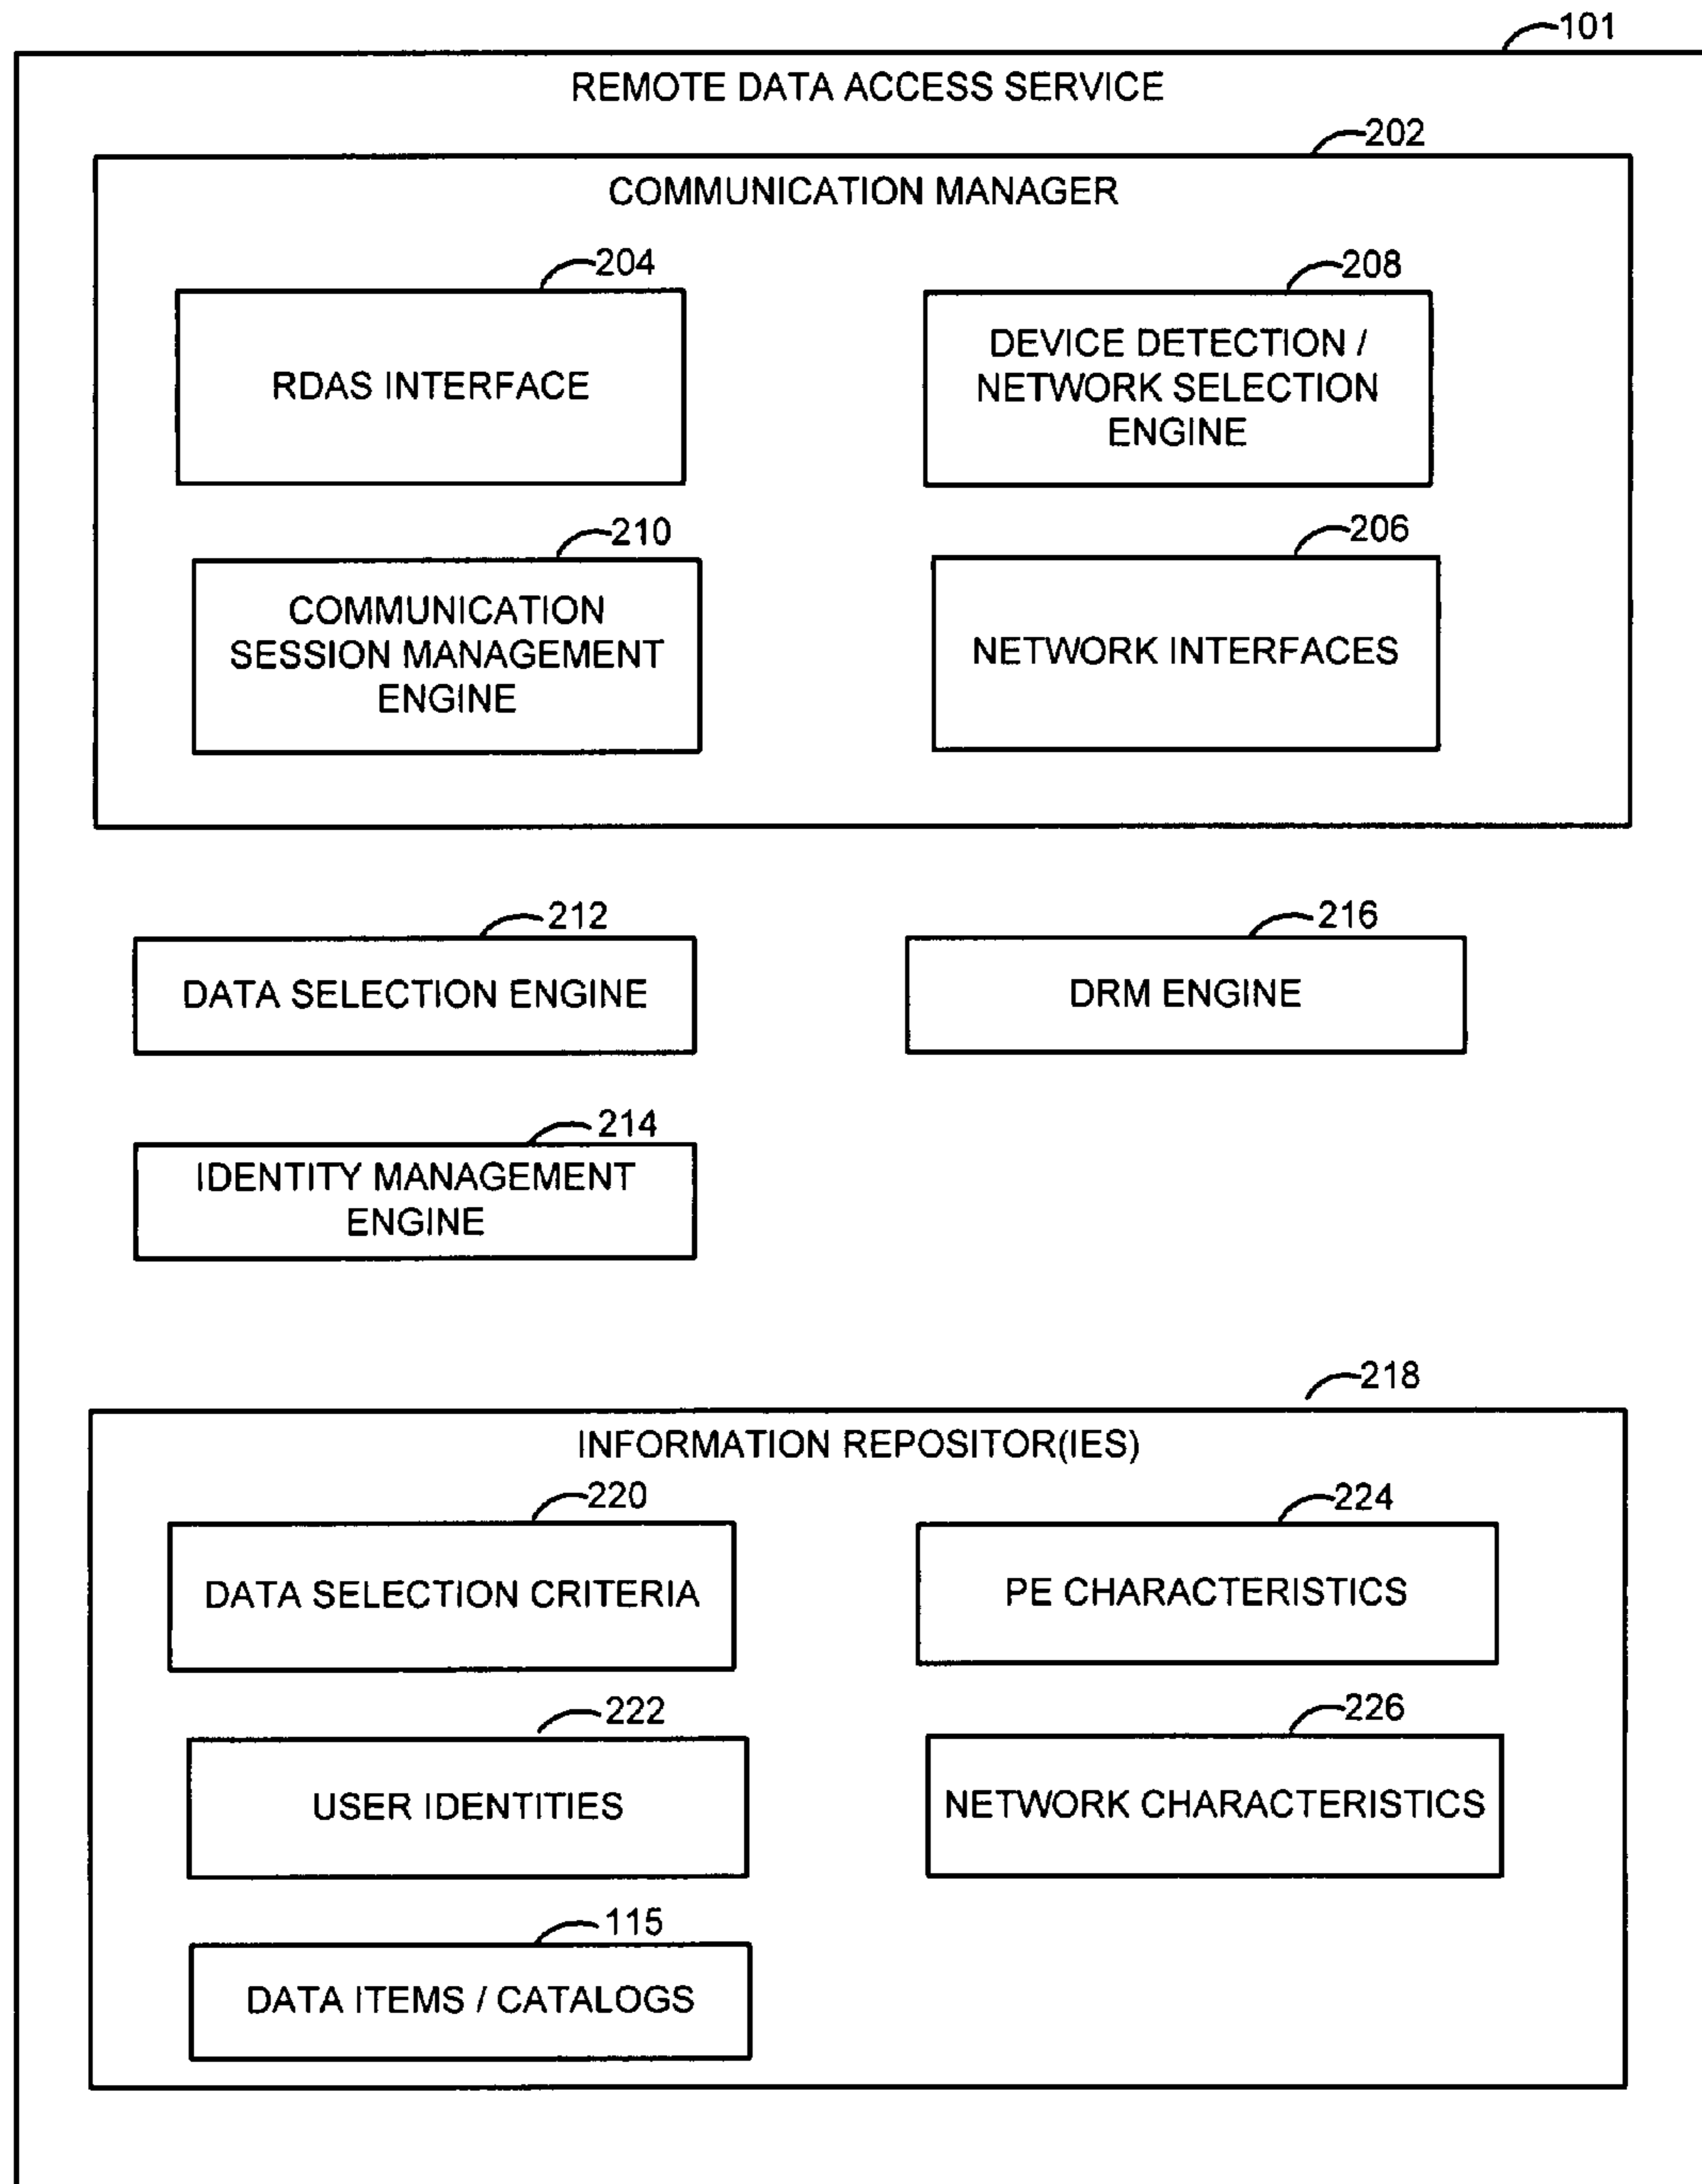 101
REMOTE DATA ACCESS SERVICE
202
COMMUNICATION MANAGER
204
RDAS INTERFACE
208
DEVICE DETECTION /
NETWORK SELECTION
ENGINE
210
COMMUNICATION
SESSION MANAGEMENT
ENGINE
206
NETWORK INTERFACES
212
DATA SELECTION ENGINE
216
DRM ENGINE
214
IDENTITY MANAGEMENT
ENGINE
218
INFORMATION REPOSITOR(IES)
220
DATA SELECTION CRITERIA
224
PE CHARACTERISTICS
222
USER IDENTITIES
226
NETWORK CHARACTERISTICS
115
DATA ITEMS / CATALOGS